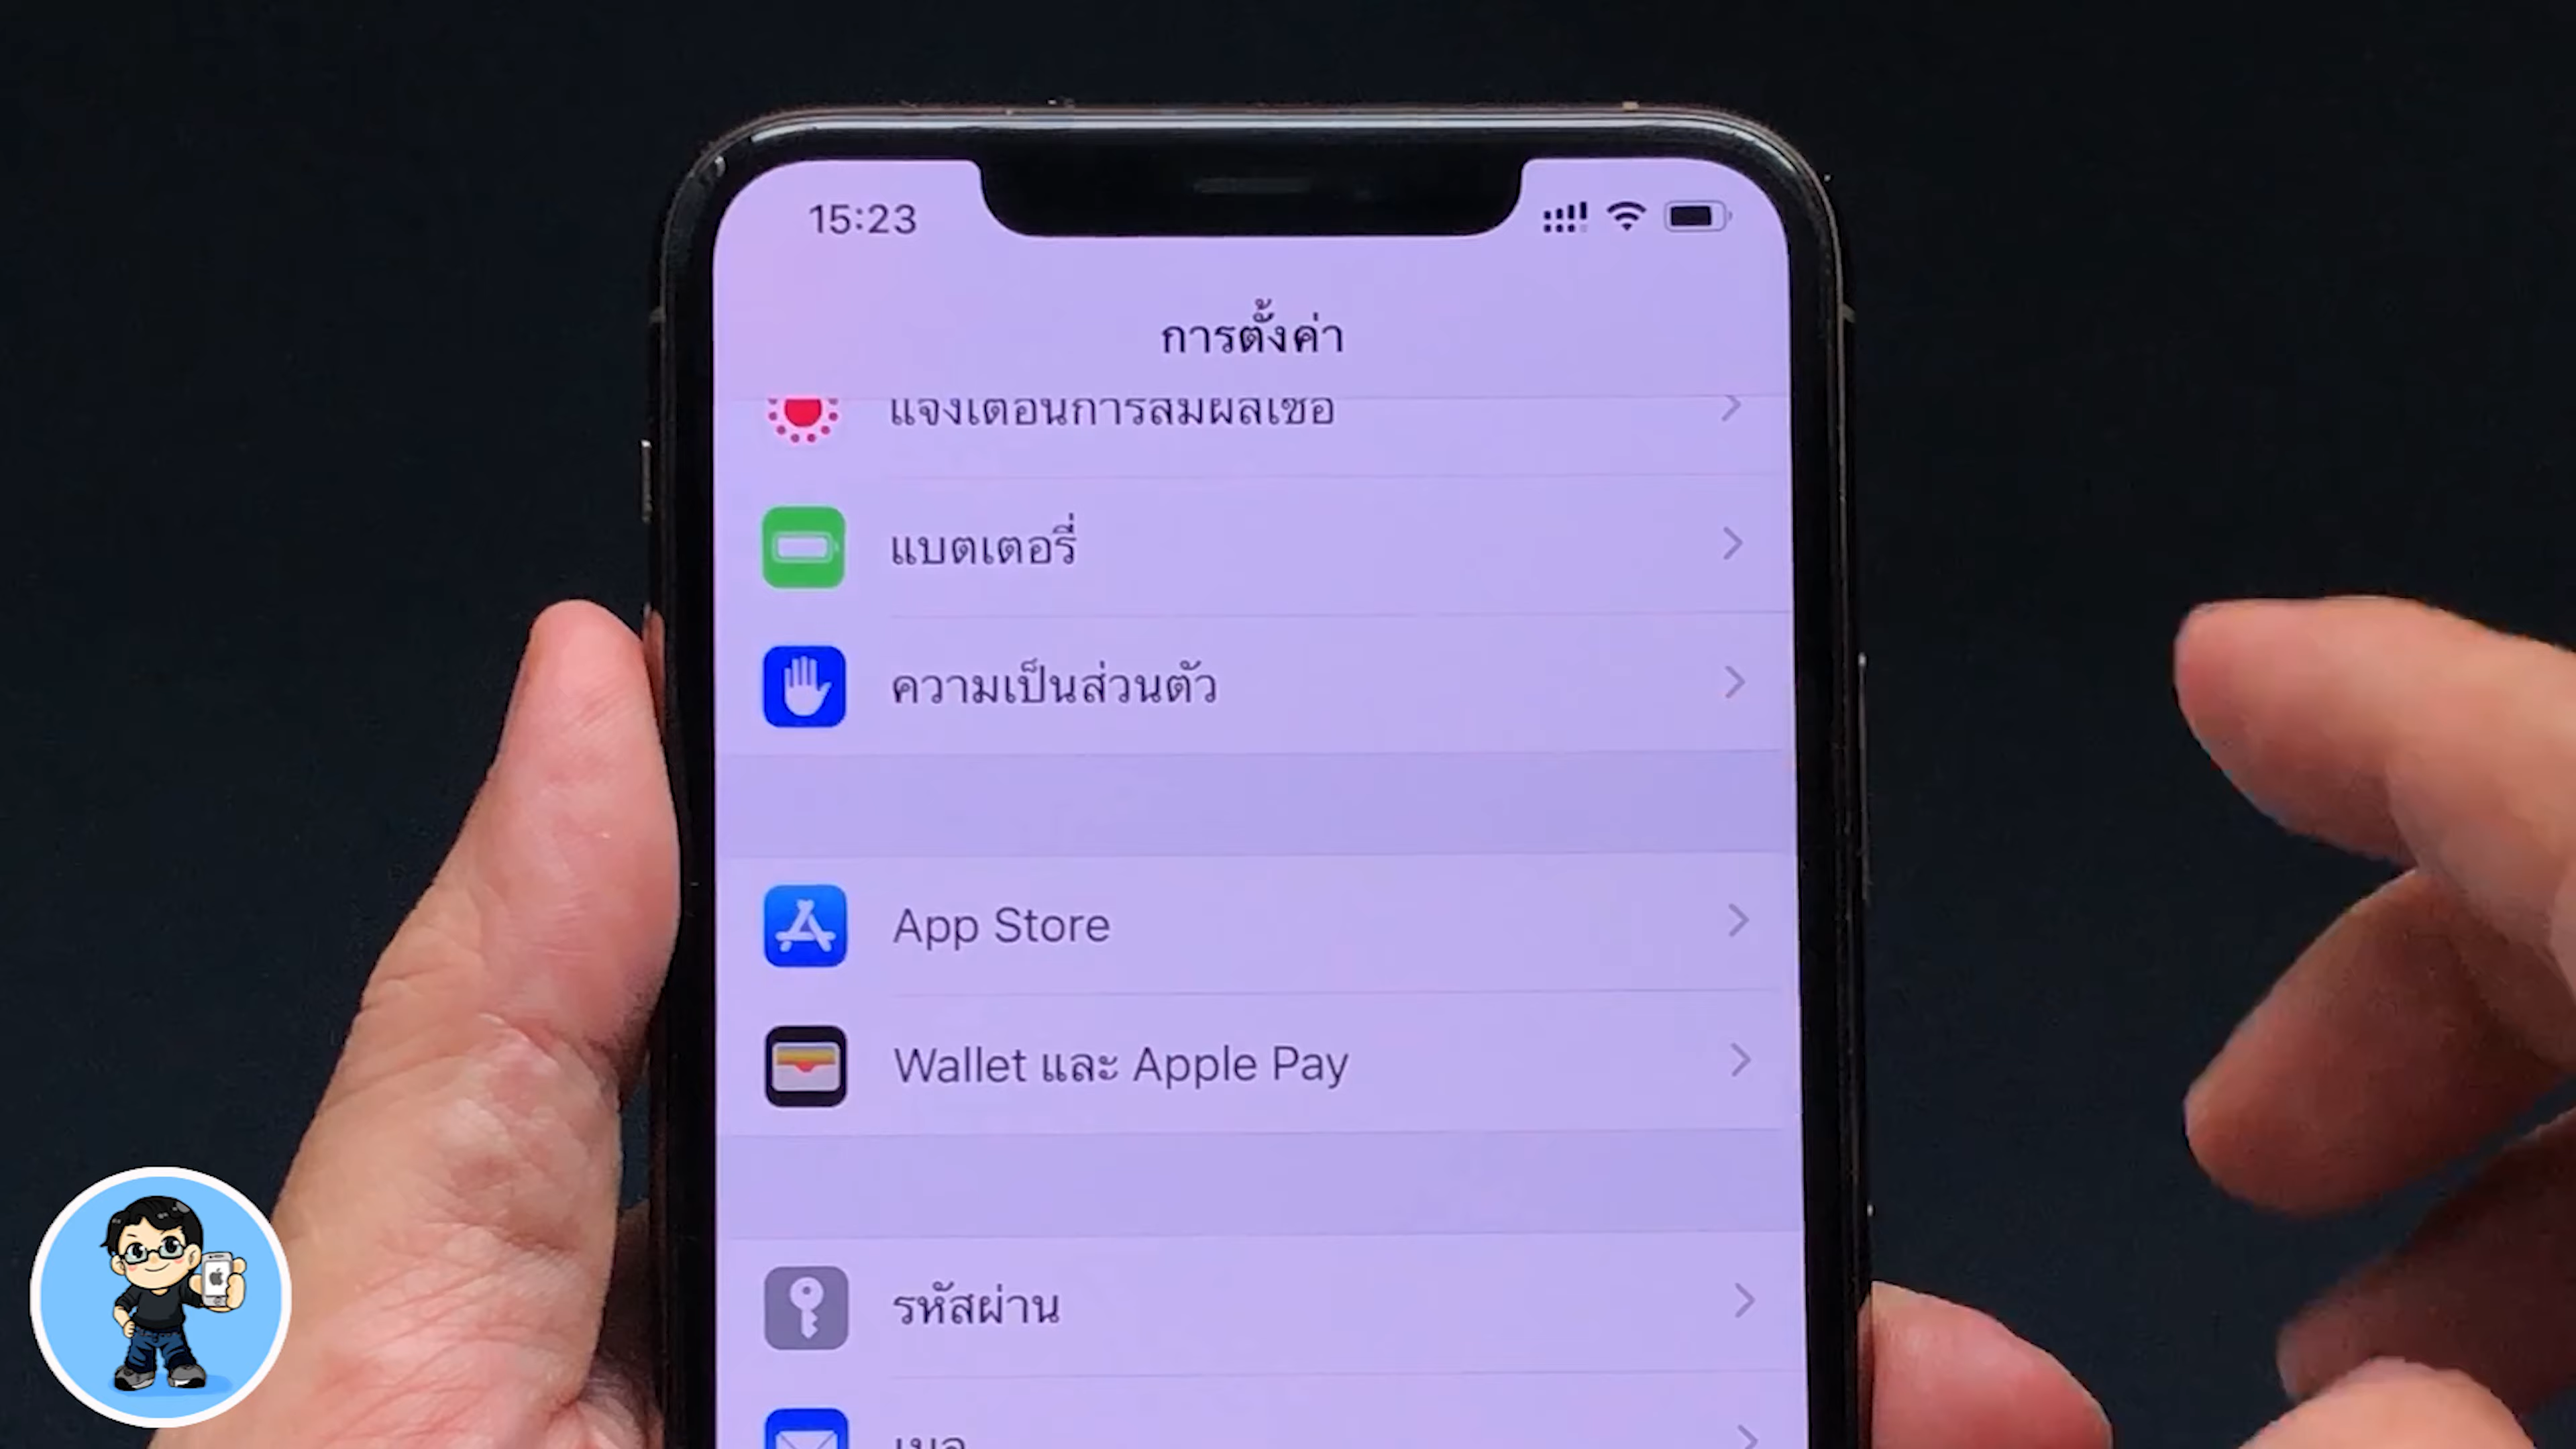 15:23
การตั้งค่า
แจ้งเตือนการสัมผัสเชื้อ
แบตเตอรี่
ความเป็นส่วนตัว
App Store
Wallet และ Apple Pay
รหัสผ่าน
เมล